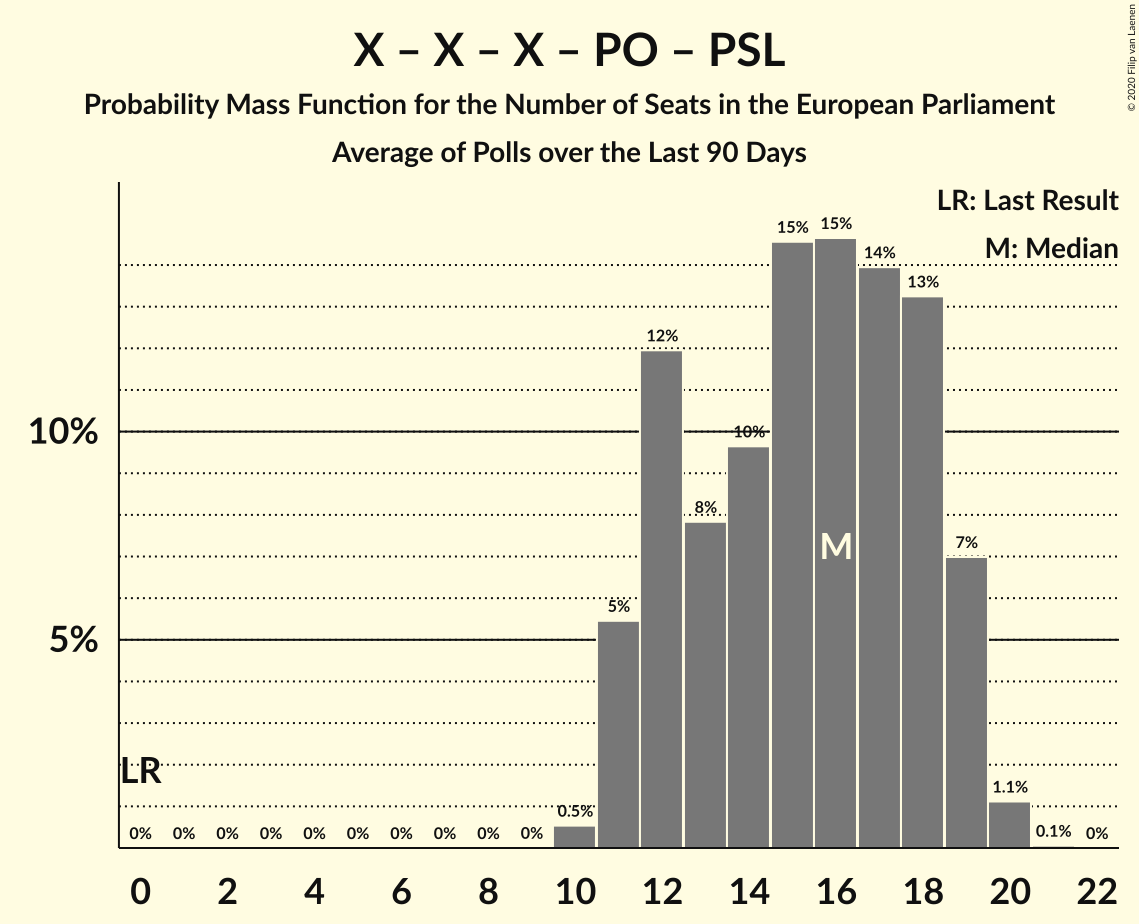 © 2020 Filip van Laenen
X – X – X – PO – PSL
Probability Mass Function for the Number of Seats in the European Parliament
Average of Polls over the Last 90 Days
LR: Last Result
M: Median
15% 15%
14%
13%
12%
10% 10%
8%
M
7%
5%
5%
LR
1.1%
0.5%
0% 0% 0% 0% 0% 0% 0% 0% 0% 0% 0.1% 0%
0 2 4 6 8 10 12 14 16 18 20 22